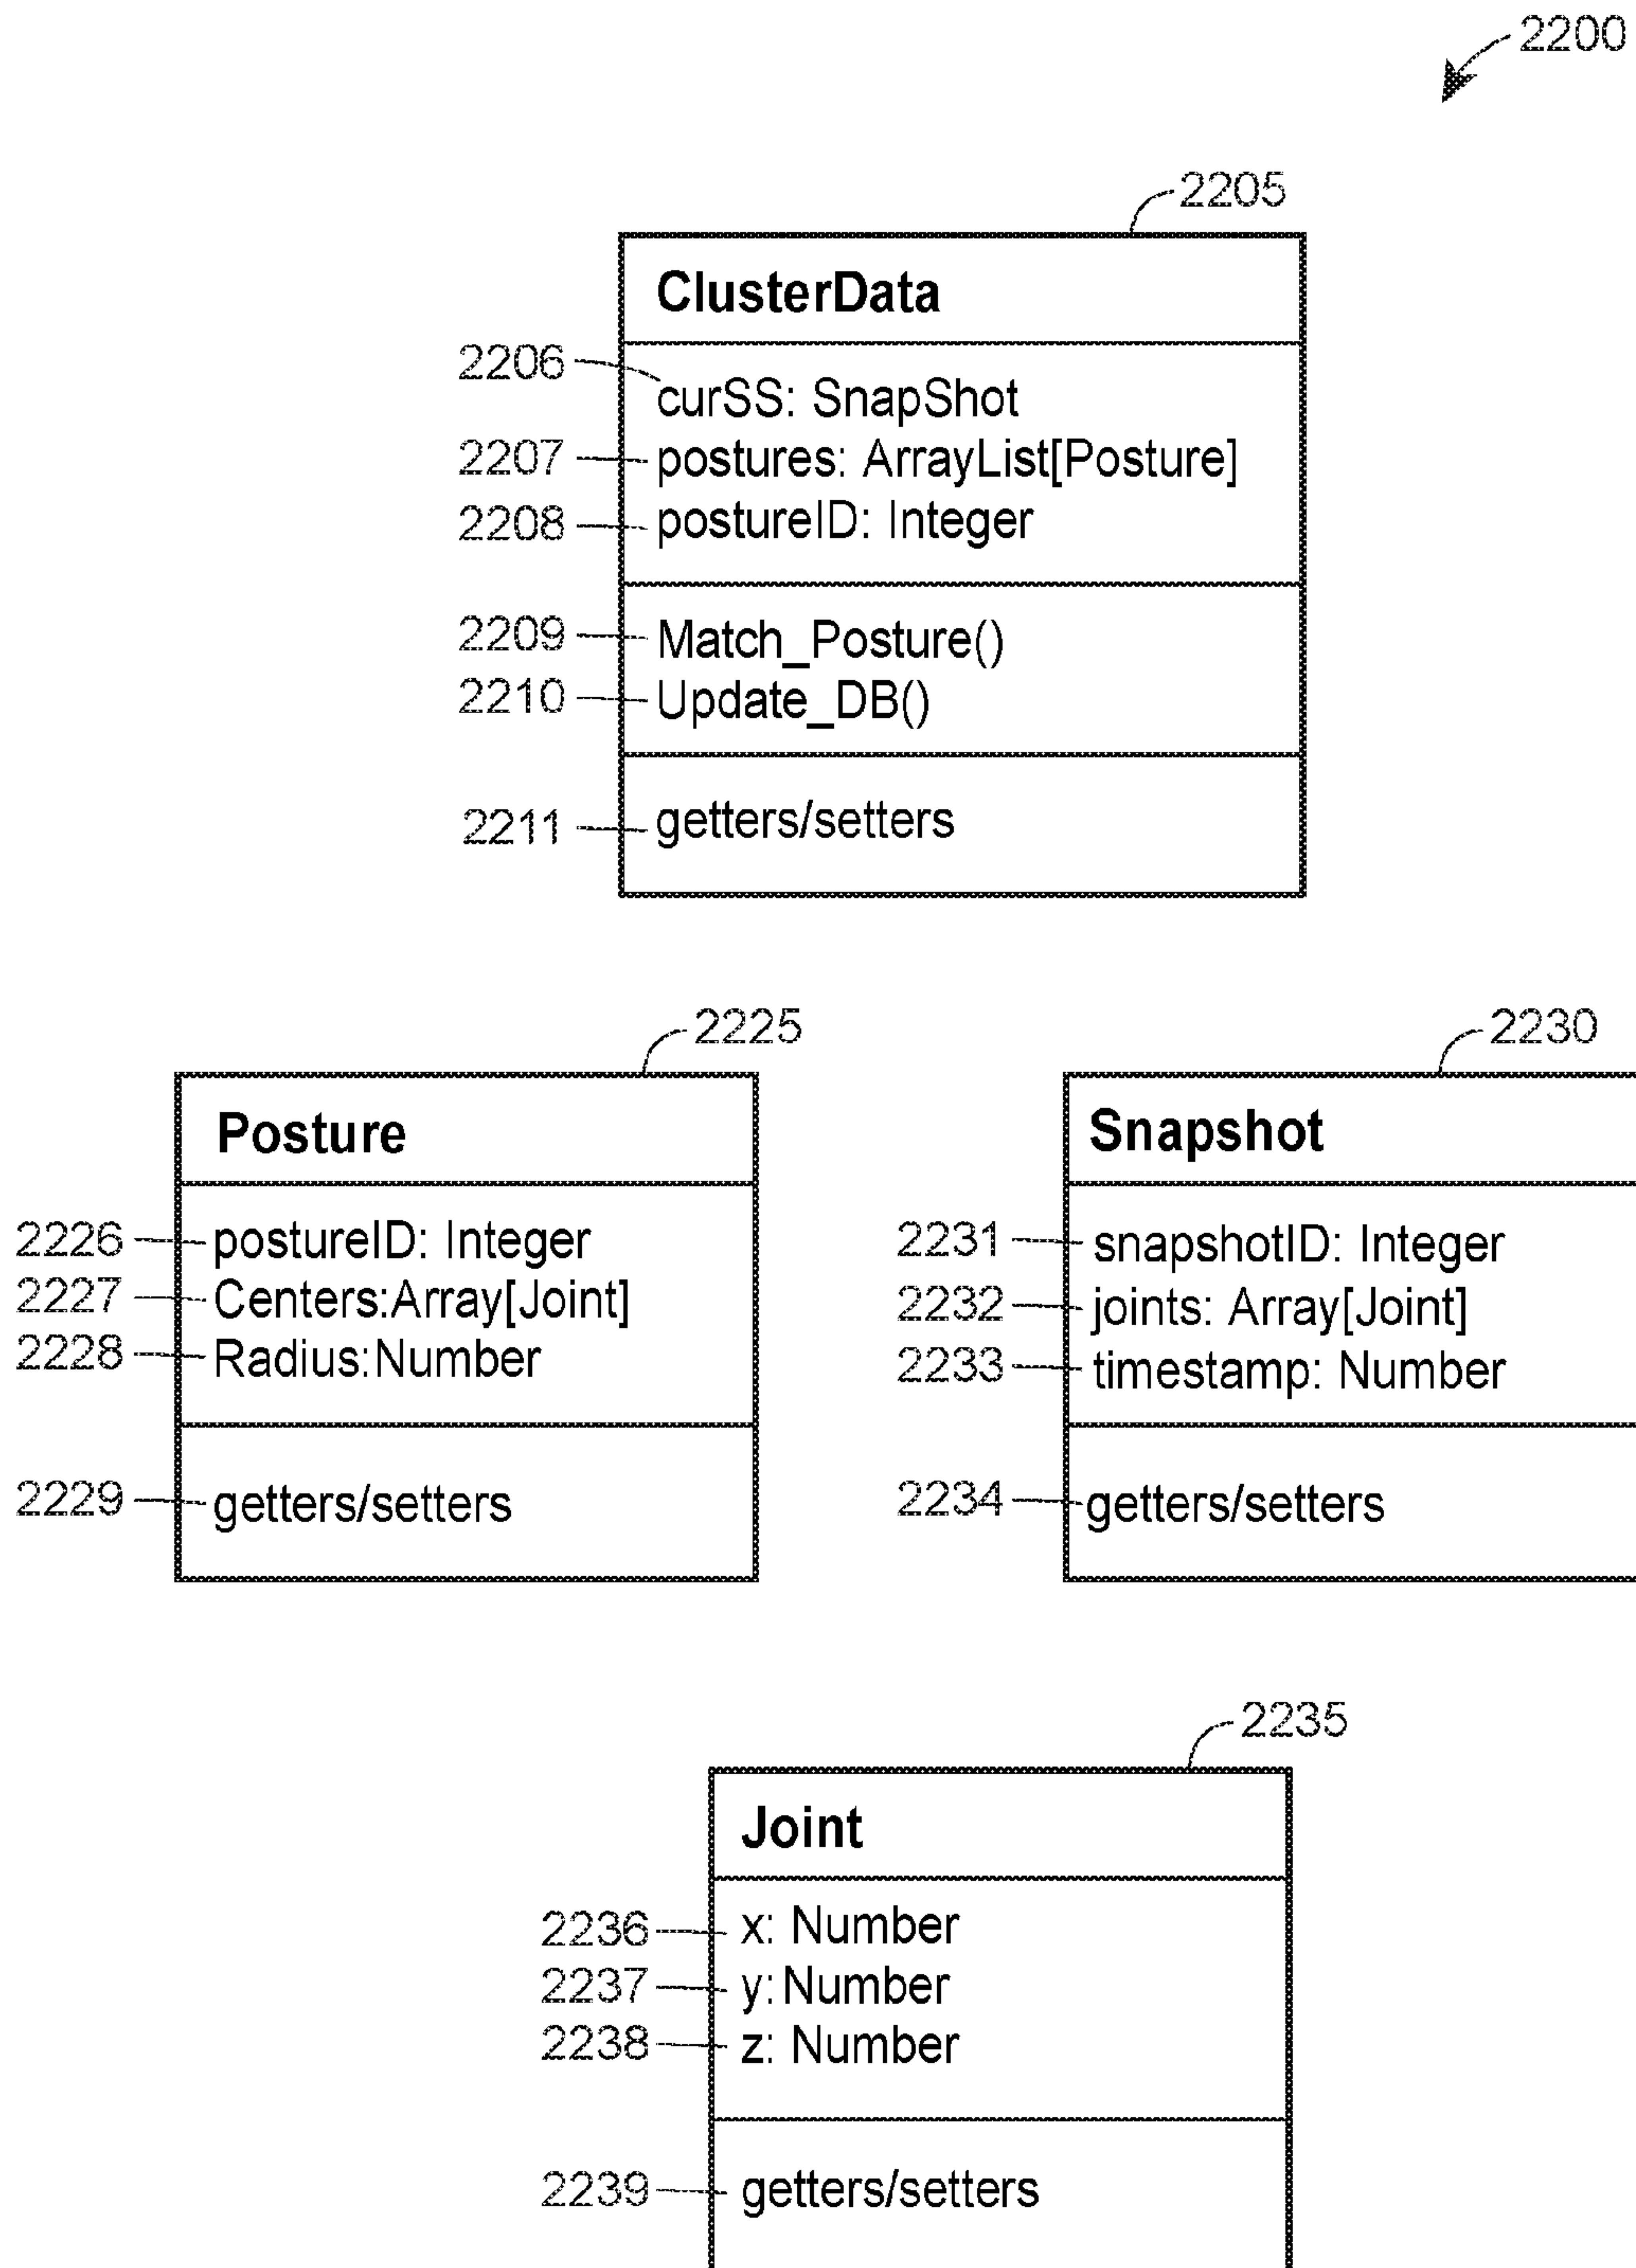 2200
2205
ClusterData
2206 curSS: SnapShot
2207 postures: ArrayList[Posture]
2208 postureID: Integer
2209 Match_Posture()
2210 Update_DB()
2211 getters/setters
2225
Posture
2226 postureID: Integer
2227 Centers:Array[Joint]
2228 Radius:Number
2229 getters/setters
2230
Snapshot
2231 snapshotID: Integer
2232 joints: Array[Joint]
2233 timestamp: Number
2234 getters/setters
2235
Joint
2236 x: Number
2237 y:Number
2238 z: Number
2239 getters/setters